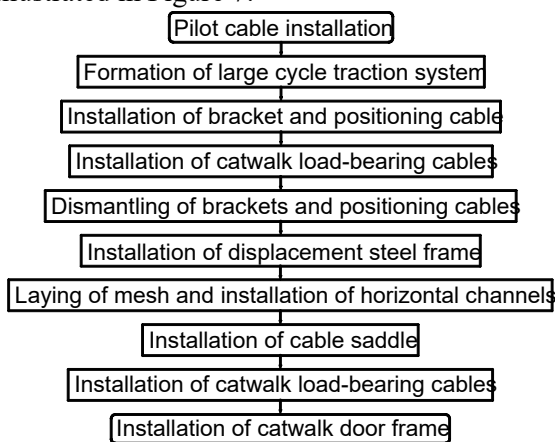 Pilot cable installation
Formation of large cycle traction system
Installation of bracket and positioning cable
Installation of catwalk load-bearing cables
Dismantling of brackets and positioning cables
Installation of displacement steel frame
Laying of mesh and installation of horizontal channels
Installation of cable saddle
Installation of catwalk load-bearing cables
Installation of catwalk door frame